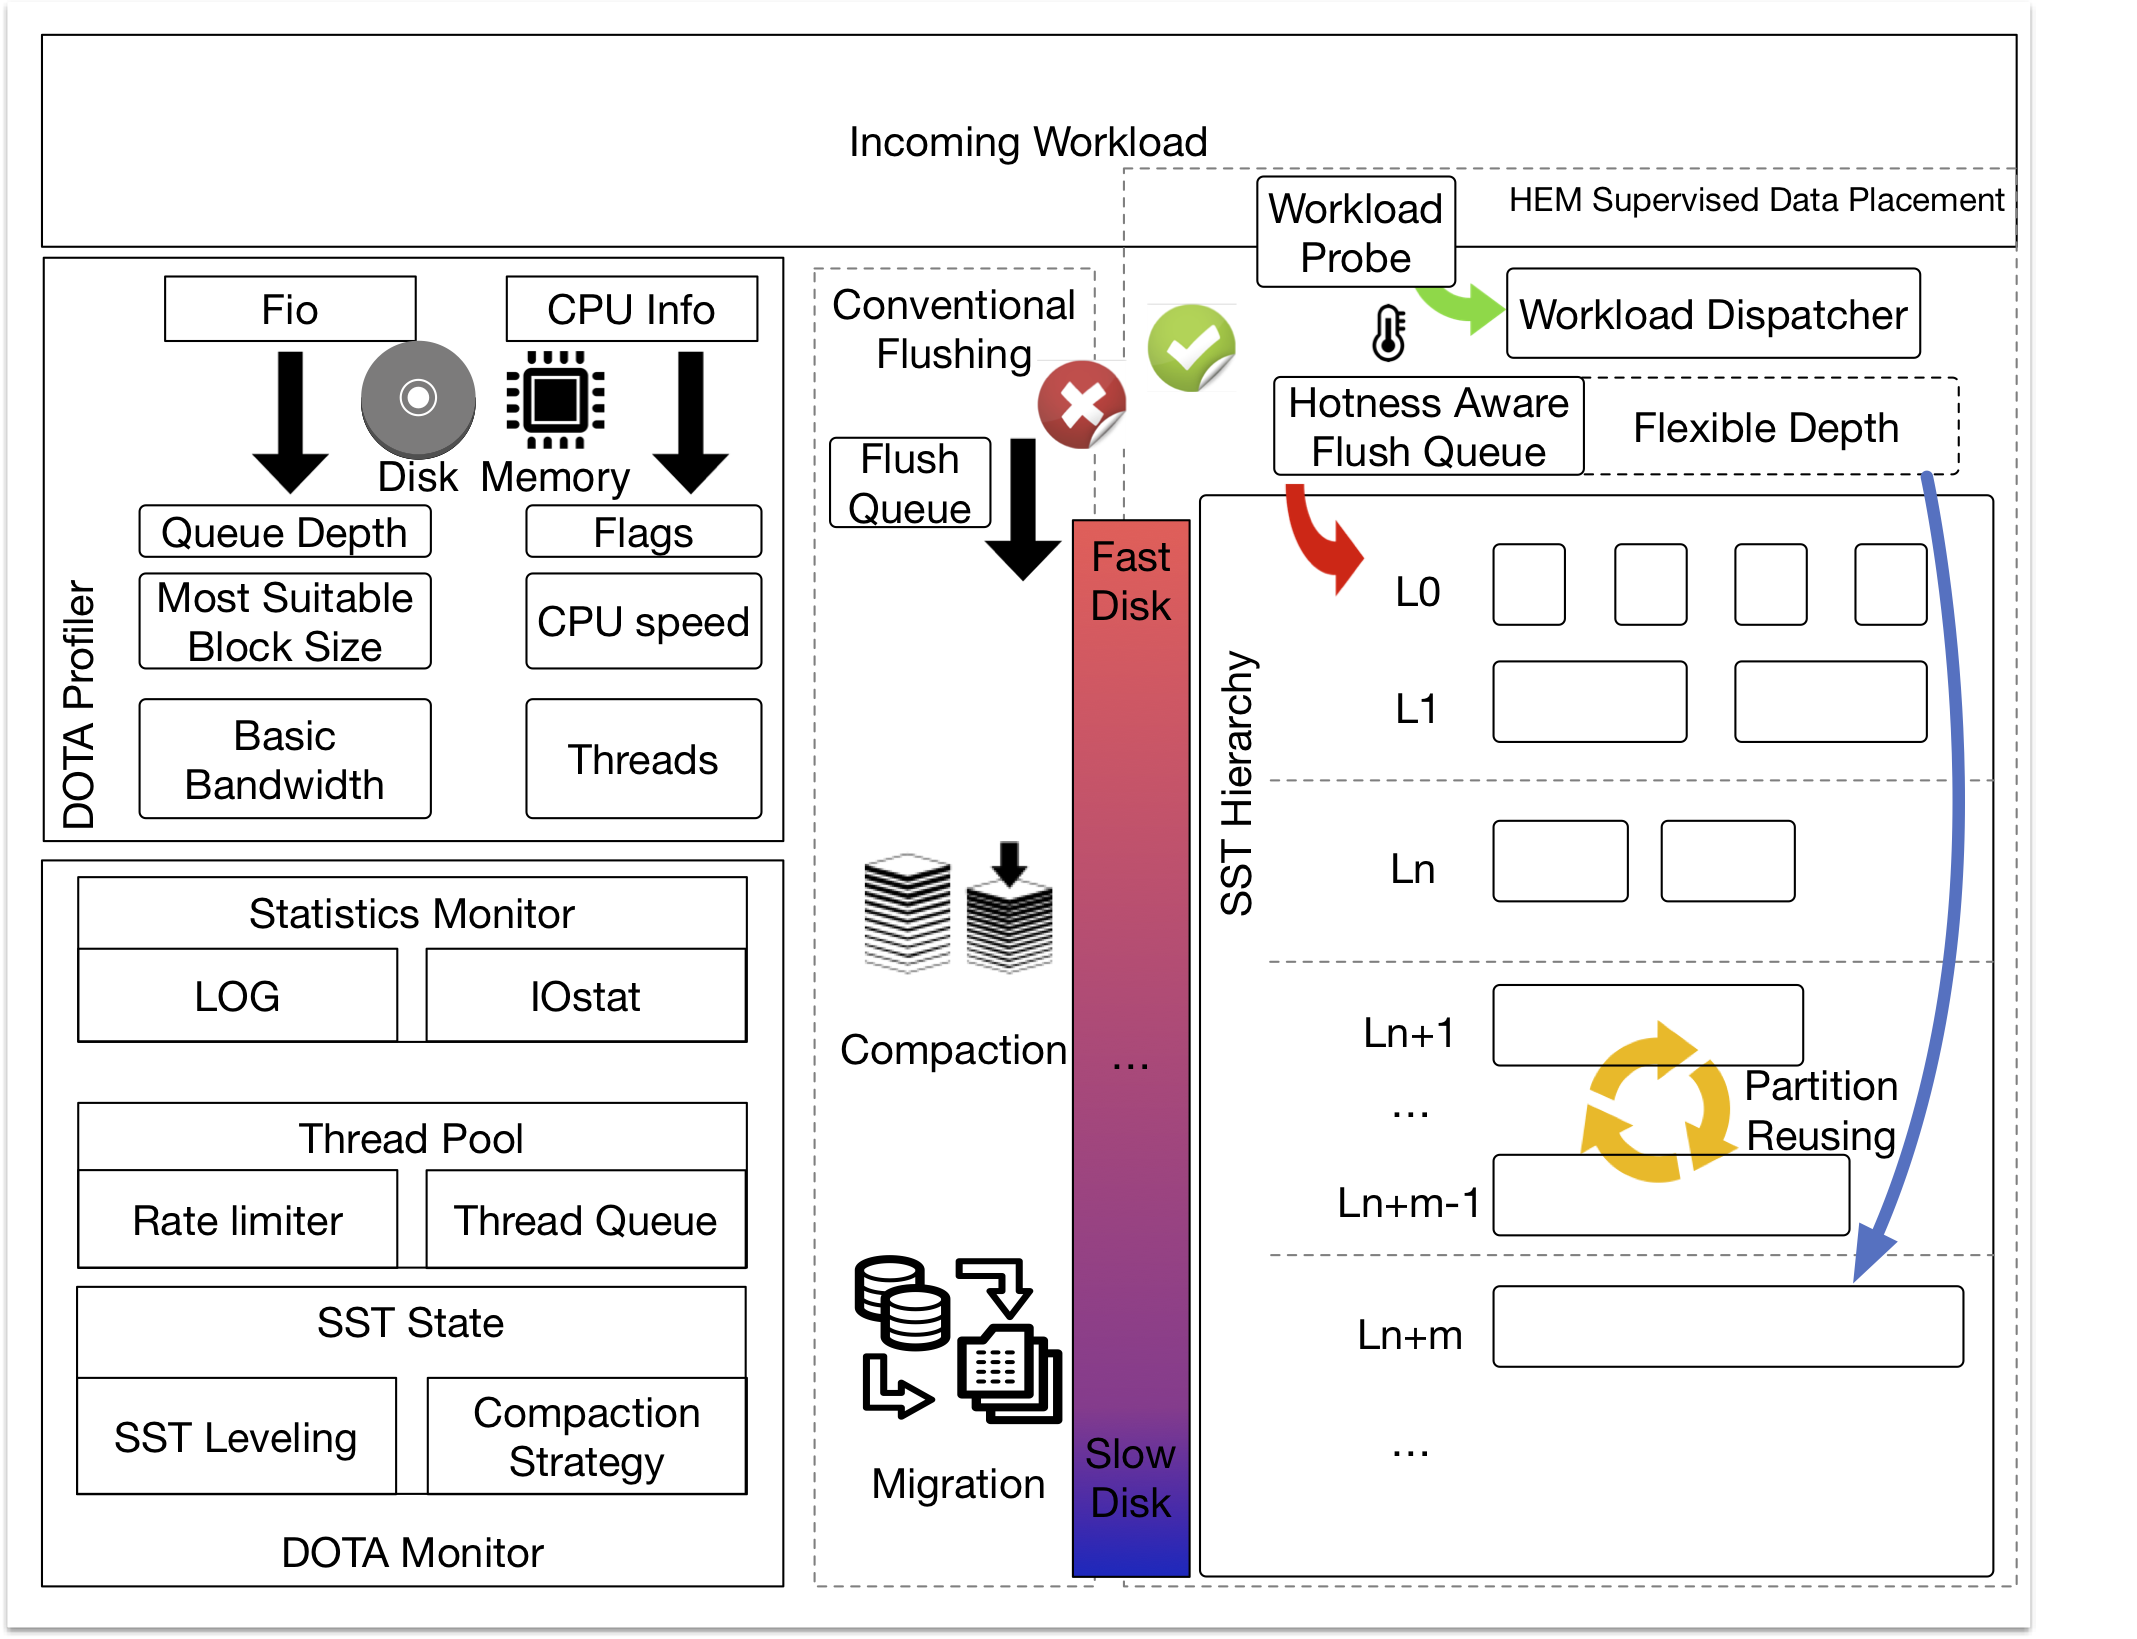 Incoming Workload
HEM Supervised Data Placement
Workload
Probe
Workload Dispatcher
Hotness Aware
Flush Queue
Flexible Depth
DOTA Profiler
Fio
CPU Info
Disk
Memory
Queue Depth
Flags
Most Suitable
Block Size
CPU speed
Basic
Bandwidth
Threads
Statistics Monitor
LOG
IOstat
Thread Pool
Rate limiter
Thread Queue
SST State
SST Leveling
Compaction
Strategy
DOTA Monitor
Conventional
Flushing
Flush
Queue
Compaction
Migration
Fast
Disk
...
Slow
Disk
SST Hierarchy
L0
L1
Ln
Ln+1
...
Partition
Reusing
Ln+m-1
Ln+m
...